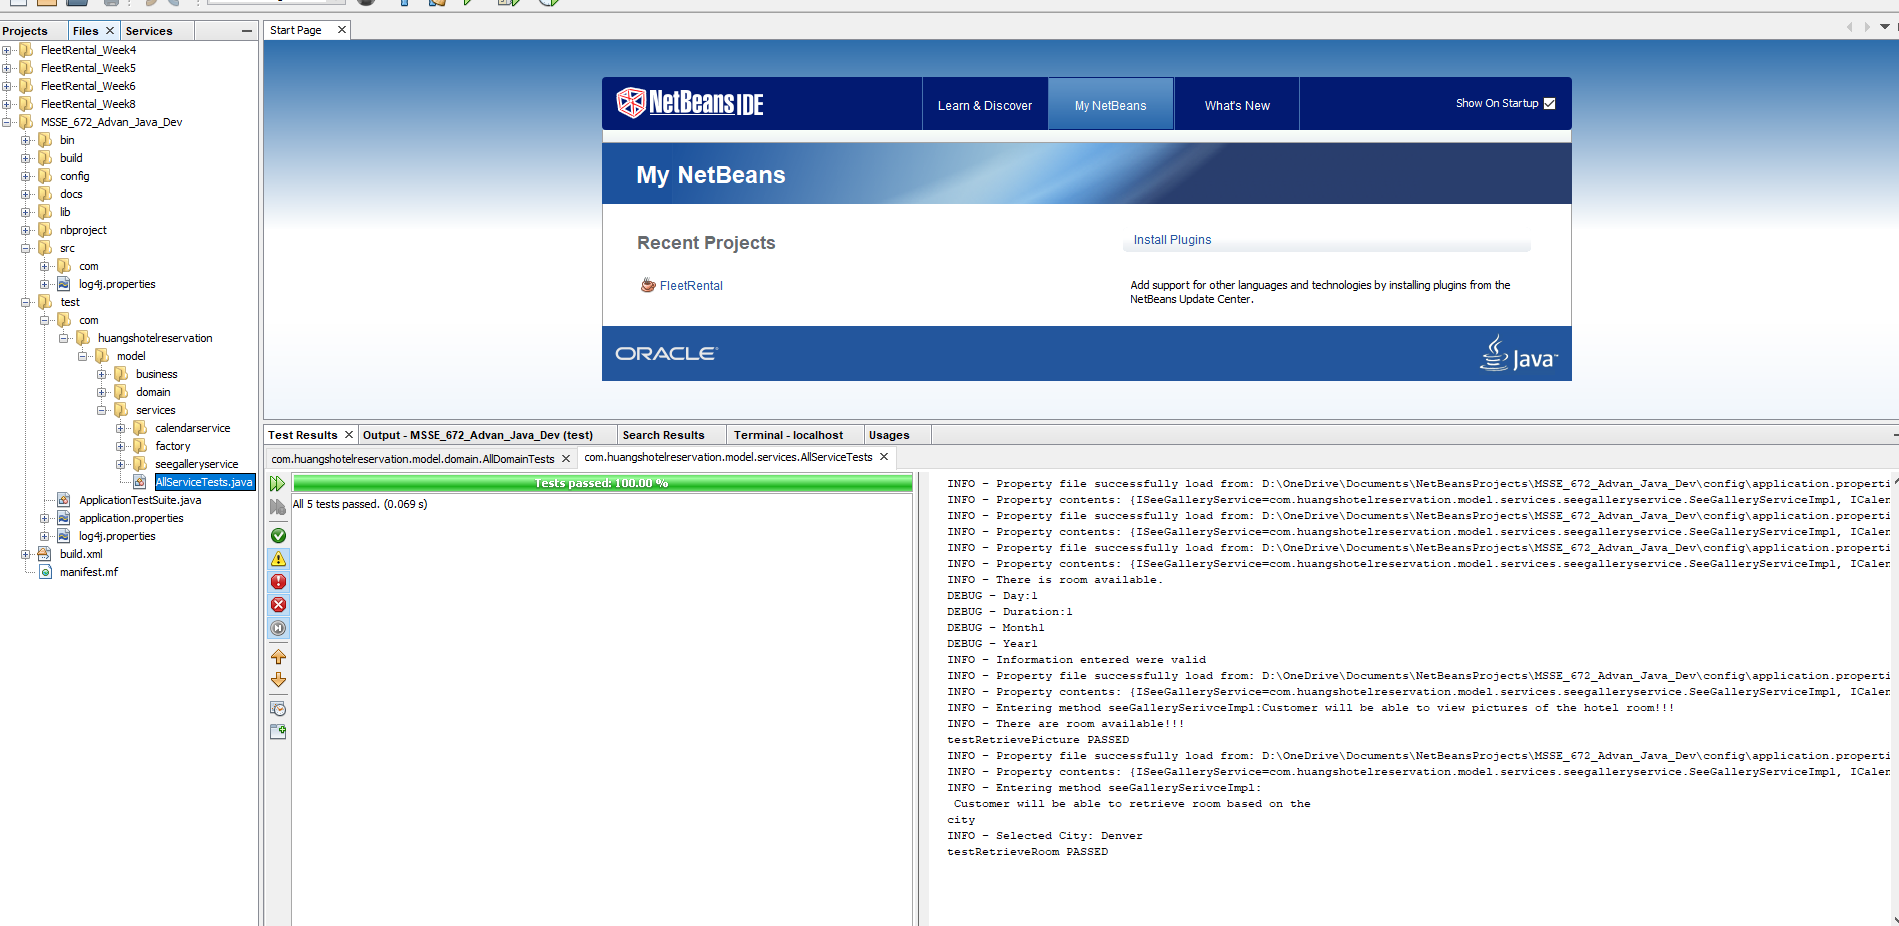 Projects
Files
Services
FleetRental_Week4
FleetRental_Week5
FleetRental_Week6
FleetRental_Week8
MSSE_672_Advan_Java_Dev
bin
build
config
docs
lib
nbproject
src
com
log4j.properties
test
com
huangshotelreservation
model
business
domain
services
calendarservice
factory
seegalleryservice
AllServiceTests.java
ApplicationTestSuite.java
application.properties
log4j.properties
build.xml
manifest.mf
Start Page
NetBeans IDE
Learn & Discover
My NetBeans
What's New
Show On Startup
My NetBeans
Recent Projects
Install Plugins
FleetRental
Add support for other languages and technologies by installing plugins from the
NetBeans Update Center.
ORACLE
Java
Test Results
Output - MSSE_672_Advan_Java_Dev (test)
Search Results
Terminal - localhost
Usages
com.huangshotelreservation.model.domain.AllDomainTests
com.huangshotelreservation.model.services.AllServiceTests
Tests passed: 100.00 %
All 5 tests passed. (0.069 s)
INFO - Property file successfully load from: D:\OneDrive\Documents\NetBeansProjects\MSSE_672_Advan_Java_Dev\config\application.properti
INFO - Property contents: {ISeeGalleryService=com.huangshotelreservation.model.services.seegalleryservice.SeeGalleryServiceImpl, ICalen
INFO - Property file successfully load from: D:\OneDrive\Documents\NetBeansProjects\MSSE_672_Advan_Java_Dev\config\application.properti
INFO - Property contents: {ISeeGalleryService=com.huangshotelreservation.model.services.seegalleryservice.SeeGalleryServiceImpl, ICalen
INFO - Property file successfully load from: D:\OneDrive\Documents\NetBeansProjects\MSSE_672_Advan_Java_Dev\config\application.properti
INFO - Property contents: {ISeeGalleryService=com.huangshotelreservation.model.services.seegalleryservice.SeeGalleryServiceImpl, ICalen
INFO - There is room available.
DEBUG - Day:1
DEBUG - Duration:1
DEBUG - Month1
DEBUG - Year1
INFO - Information entered were valid
INFO - Property file successfully load from: D:\OneDrive\Documents\NetBeansProjects\MSSE_672_Advan_Java_Dev\config\application.properti
INFO - Property contents: {ISeeGalleryService=com.huangshotelreservation.model.services.seegalleryservice.SeeGalleryServiceImpl, ICalen
INFO - Entering method seeGallerySerivceImpl:Customer will be able to view pictures of the hotel room!!!
INFO - There are room available!!!
testRetrievePicture PASSED
INFO - Property file successfully load from: D:\OneDrive\Documents\NetBeansProjects\MSSE_672_Advan_Java_Dev\config\application.properti
INFO - Property contents: {ISeeGalleryService=com.huangshotelreservation.model.services.seegalleryservice.SeeGalleryServiceImpl, ICalen
INFO - Entering method seeGallerySerivceImpl:
Customer will be able to retrieve room based on the
city
INFO - Selected City: Denver
testRetrieveRoom PASSED